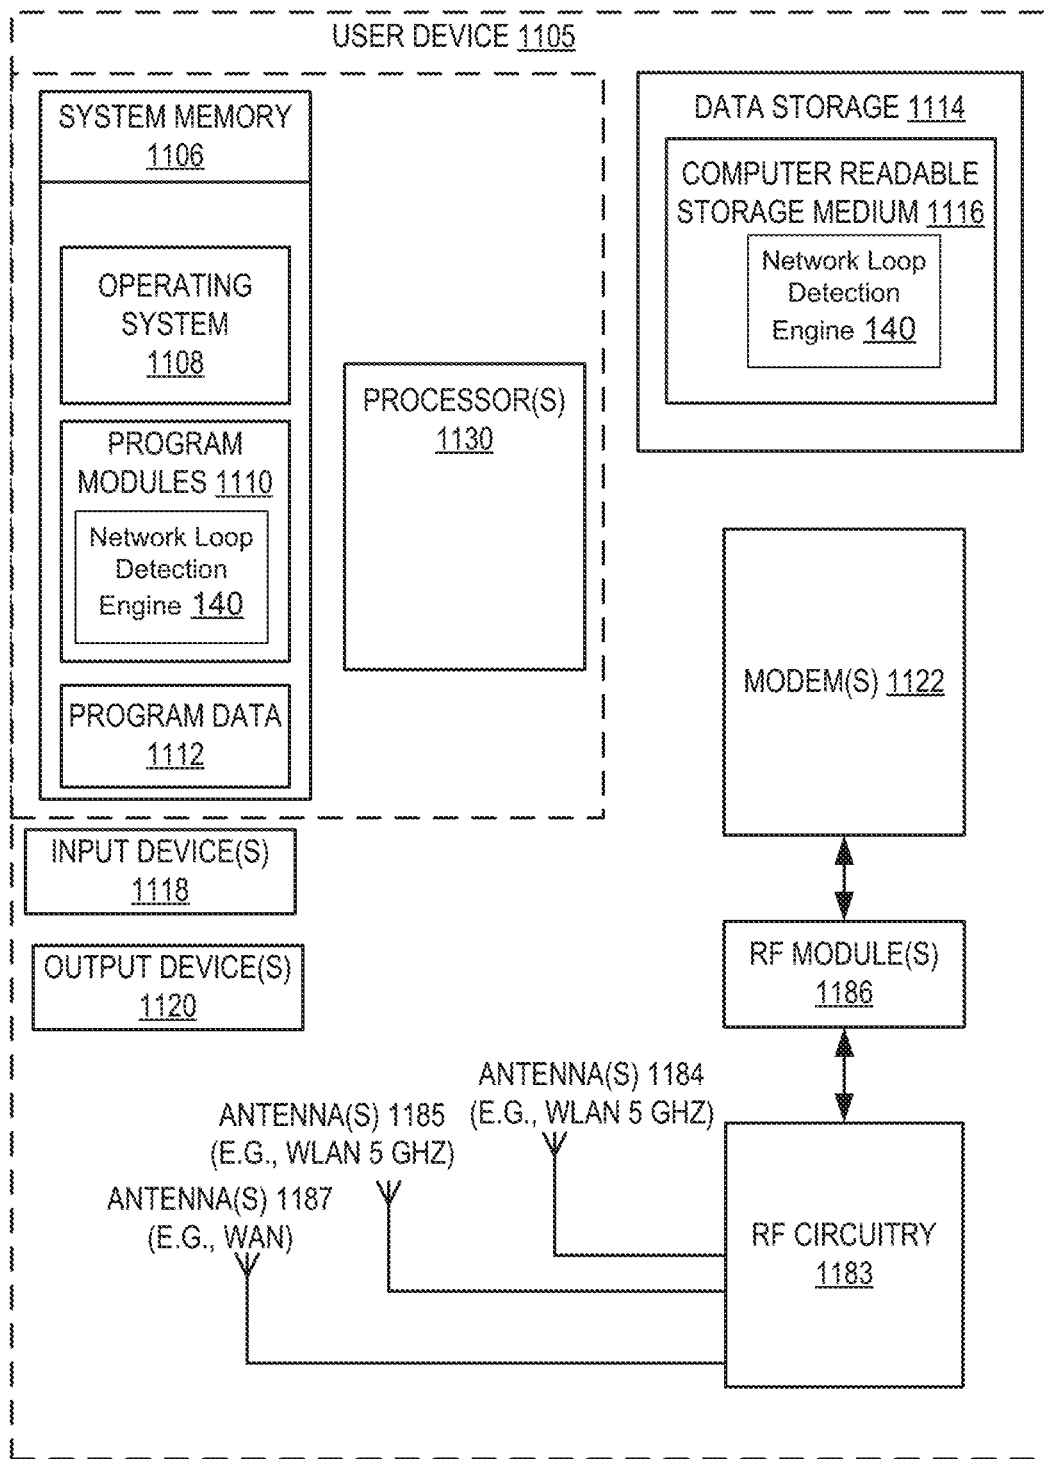 USER DEVICE 1105
SYSTEM MEMORY
1106
OPERATING
SYSTEM
1108
PROGRAM
MODULES 1110
Network Loop
Detection
Engine 140
PROGRAM DATA
1112
PROCESSOR(S)
1130
DATA STORAGE 1114
COMPUTER READABLE
STORAGE MEDIUM 1116
Network Loop
Detection
Engine 140
MODEM(S) 1122
INPUT DEVICE(S)
1118
OUTPUT DEVICE(S)
1120
RF MODULE(S)
1186
ANTENNA(S) 1184
(E.G., WLAN 5 GHZ)
ANTENNA(S) 1185
(E.G., WLAN 5 GHZ)
ANTENNA(S) 1187
(E.G., WAN)
RF CIRCUITRY
1183